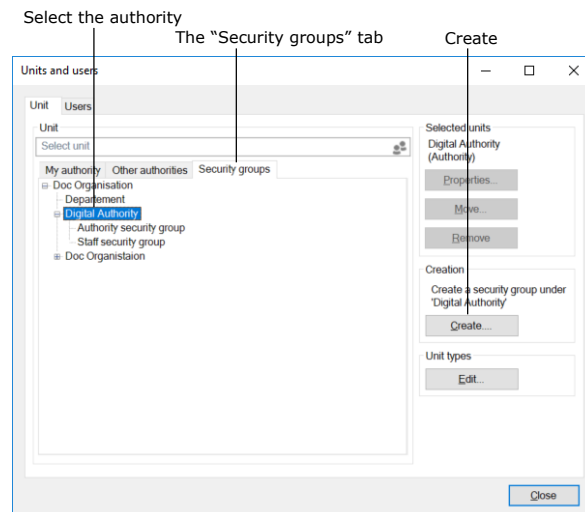 Select the authority
The “Security groups” tab
Create
Units and users
Unit
Users
Unit
Select unit
My authority
Other authorities
Security groups
Doc Organisation
Departement
Digital Authority
Authority security group
Staff security group
Doc Organistaion
Selected units
Digital Authority
(Authority)
Properties...
Move...
Remove
Creation
Create a security group under
'Digital Authority'
Create....
Unit types
Edit...
Close